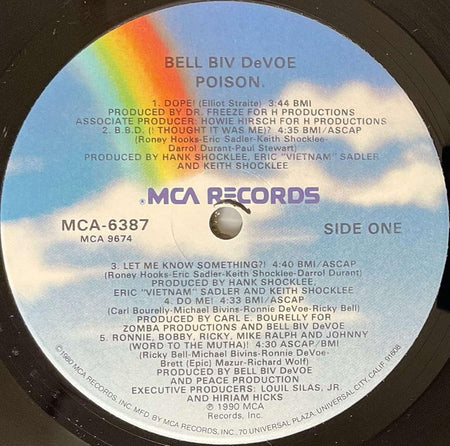 BELL BIV DeVOE
POISON.
1. DOPE! (Elliot Straite) 3:44 BMI
PRODUCED BY DR. FREEZE FOR H PRODUCTIONS
ASSOCIATE PRODUCER: HOWIE HIRSCH FOR H PRODUCTIONS
2. B.B.D. (I THOUGHT IT WAS ME)? 4:35 BMI/ASCAP
(Roney Hooks-Eric Sadler-Keith Shocklee-
Darrol Durant-Paul Stewart)
PRODUCED BY HANK SHOCKLEE, ERIC "VIETNAM" SADLER
AND KEITH SHOCKLEE
MCA RECORDS
MCA-6387
MCA 9674
SIDE ONE
3. LET ME KNOW SOMETHING?! 4:40 BMI/ASCAP
(Roney Hooks-Eric Sadler-Keith Shocklee-Darrol Durant)
PRODUCED BY HANK SHOCKLEE,
ERIC "VIETNAM" SADLER AND KEITH SHOCKLEE
4. DO ME! 4:33 BMI/ASCAP
(Carl Bourelly-Michael Bivins-Ronnie DeVoe-Ricky Bell)
PRODUCED BY CARL E. BOURELLY FOR
ZOMBA PRODUCTIONS AND BELL BIV DeVOE
5. RONNIE, BOBBY, RICKY, MIKE RALPH AND JOHNNY
(WORD TO THE MUTHA)! 4:30 ASCAP/BMI
(Ricky Bell-Michael Bivins-Ronnie DeVoe-
Brett (Epic) Mazur-Richard Wolf)
PRODUCED BY BELL BIV DeVOE
AND PEACE PRODUCTION
EXECUTIVE PRODUCERS: LOUIL SILAS, JR.
AND HIRIAM HICKS
℗ 1990 MCA
Records, Inc.
©1990 MCA RECORDS, INC. MFD. BY MCA RECORDS, INC., 70 UNIVERSAL PLAZA, UNIVERSAL CITY, CALIF. 91608